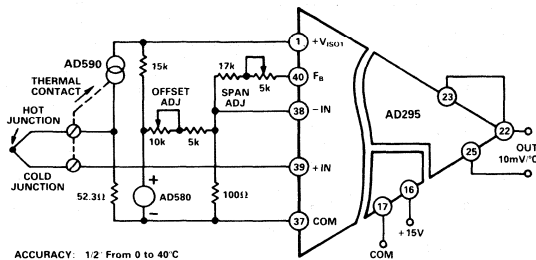 AD590
15k
1
+V_ISO1
THERMAL
CONTACT
17k
40
F_B
OFFSET
ADJ
SPAN
ADJ
5k
38
−IN
HOT
JUNCTION
10k
5k
AD295
23
22
OUT
10mV/°C
25
COLD
JUNCTION
39
+IN
+
AD580
−
52.3Ω
100Ω
37
COM
17
16
+15V
COM
ACCURACY: 1/2° From 0 to 40°C